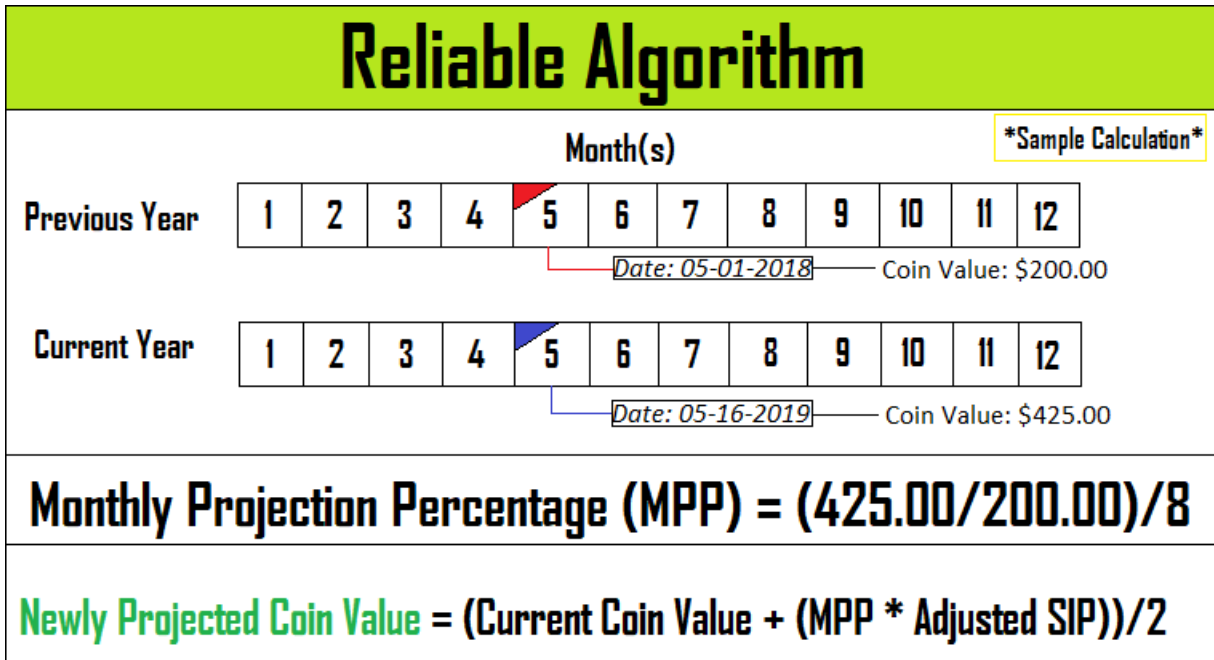 Reliable Algorithm
*Sample Calculation*
Month(s)
Previous Year 1 2 3 4 5 6 7 8 9 10 11 12
Date: 05-01-2018 Coin Value: $200.00
Current Year 1 2 3 4 5 6 7 8 9 10 11 12
Date: 05-16-2019 Coin Value: $425.00
Monthly Projection Percentage (MPP) = (425.00/200.00)/8
Newly Projected Coin Value = (Current Coin Value + (MPP * Adjusted SIP))/2